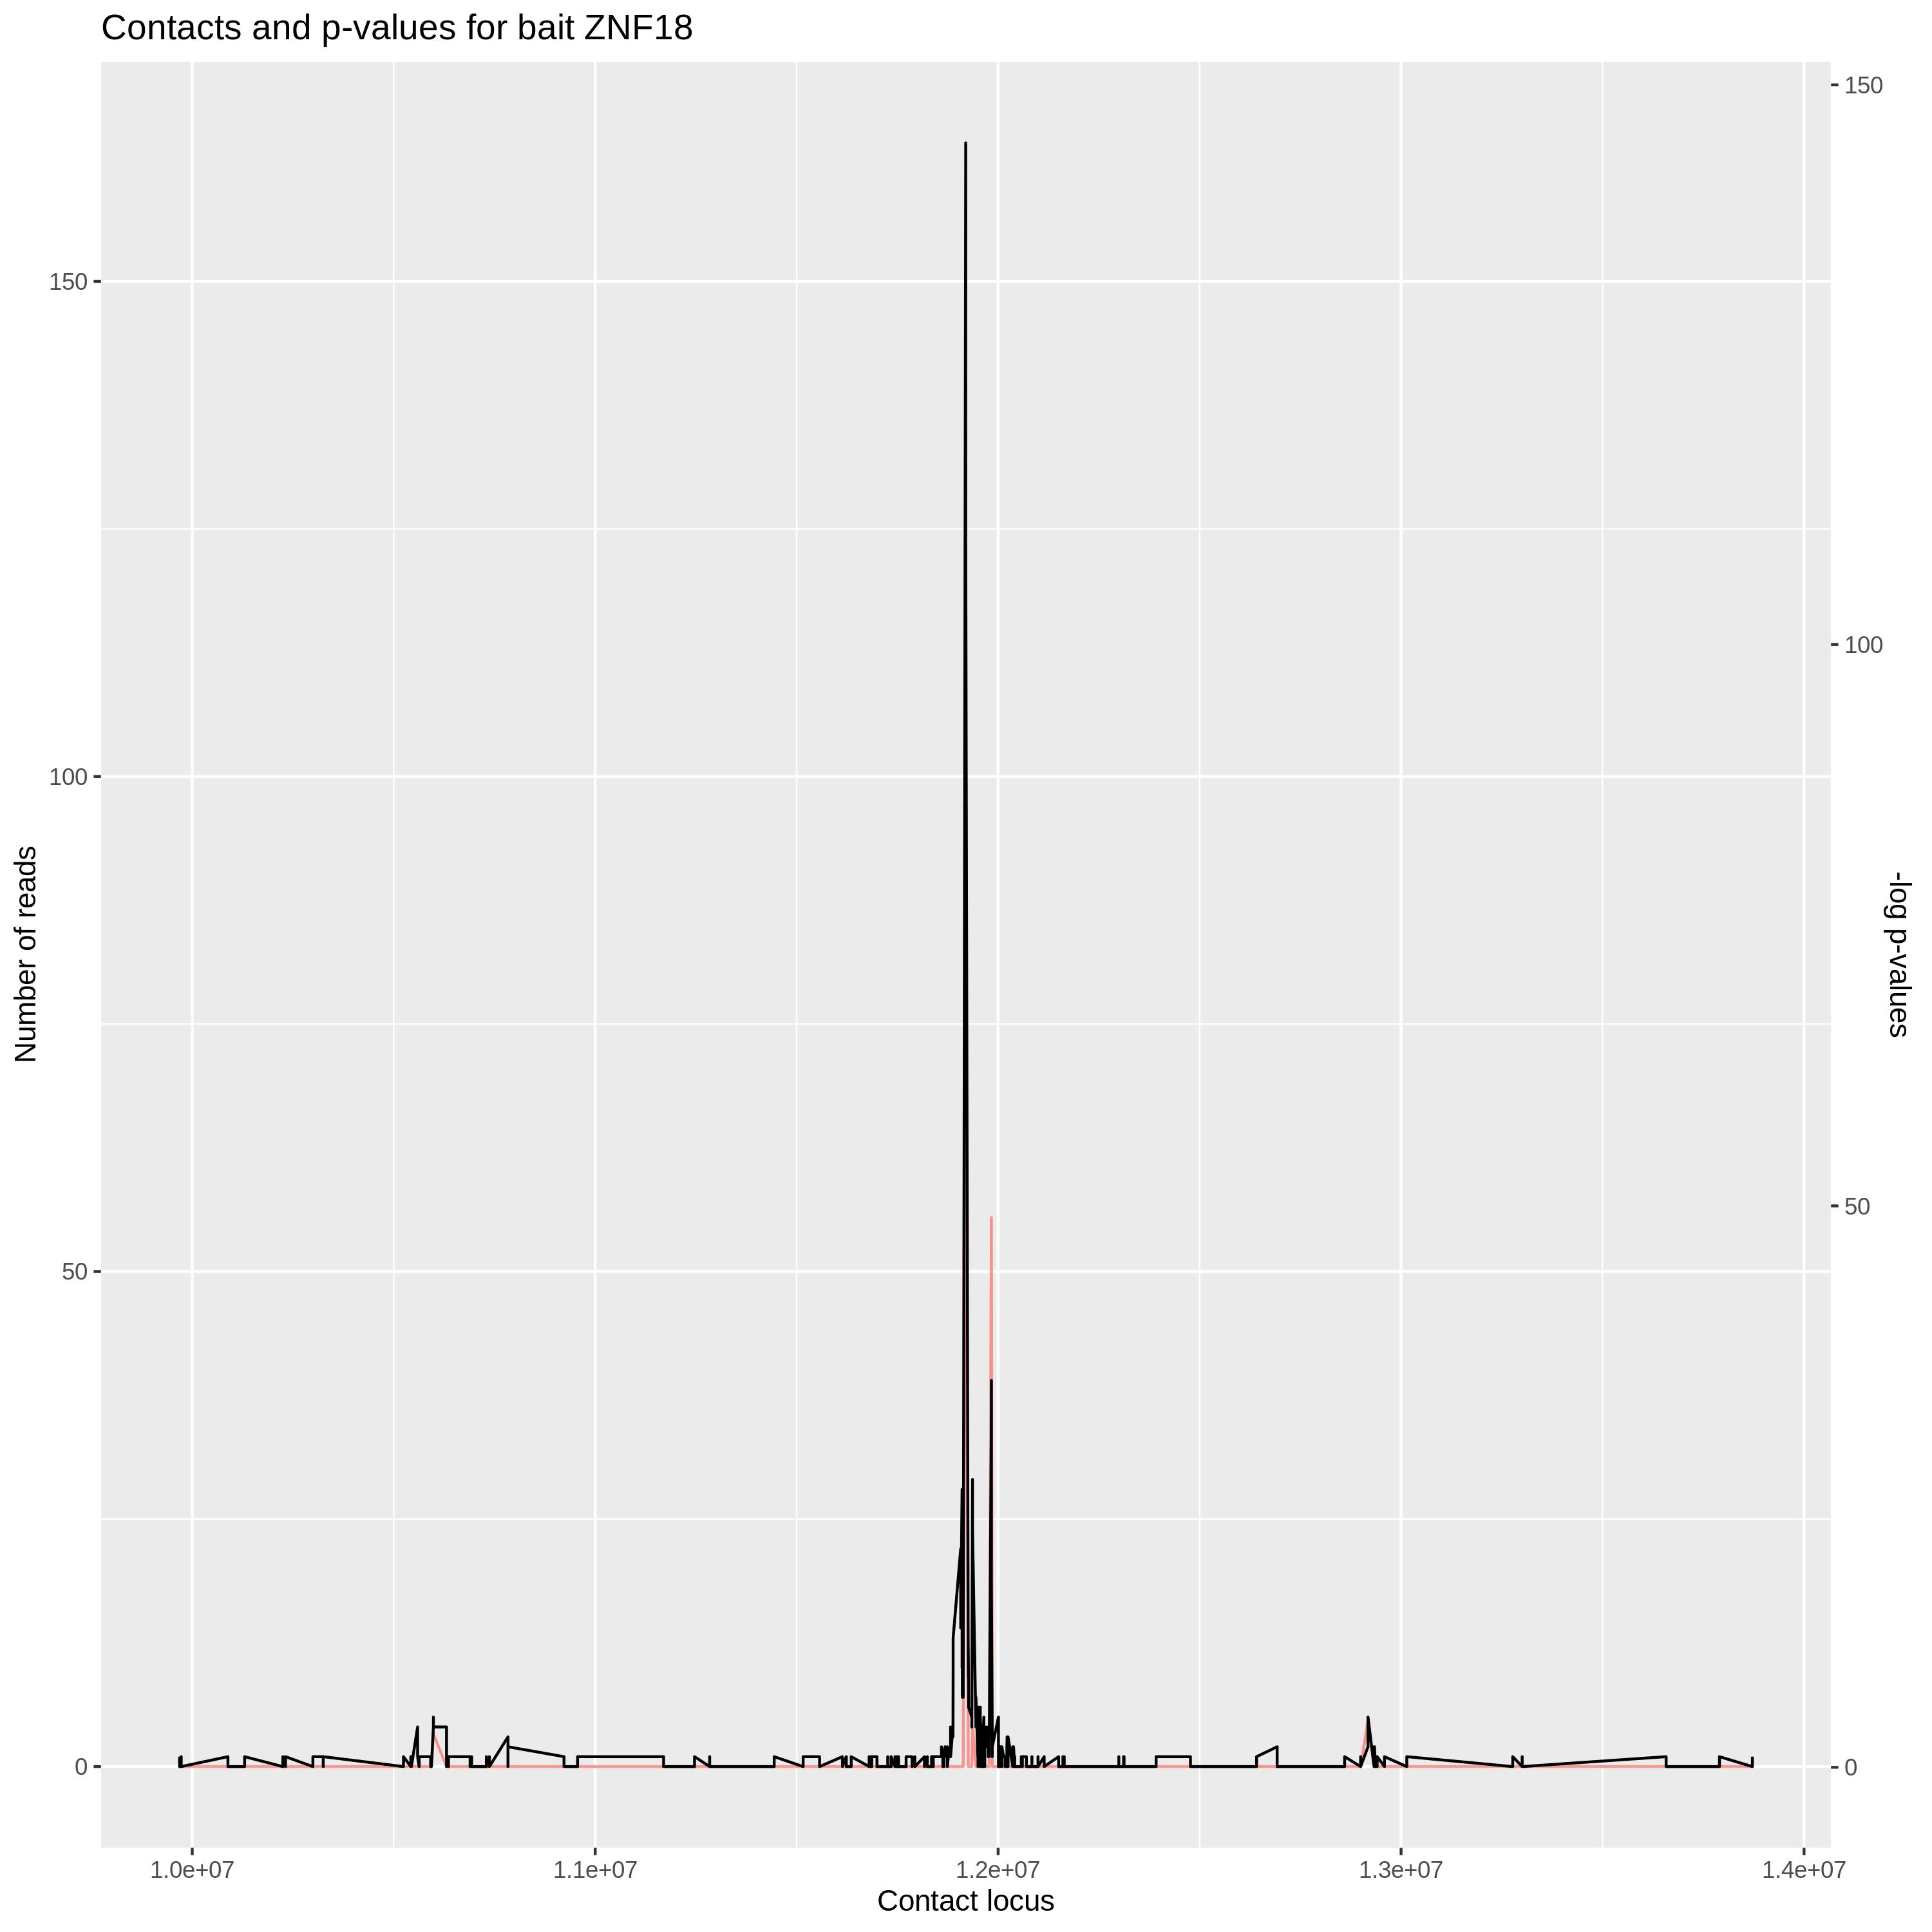 Contacts and p-values for bait ZNF18
150
100
50
0
Number of reads
150
100
50
0
-log p-values
1.0e+07
1.1e+07
1.2e+07
1.3e+07
1.4e+07
Contact locus